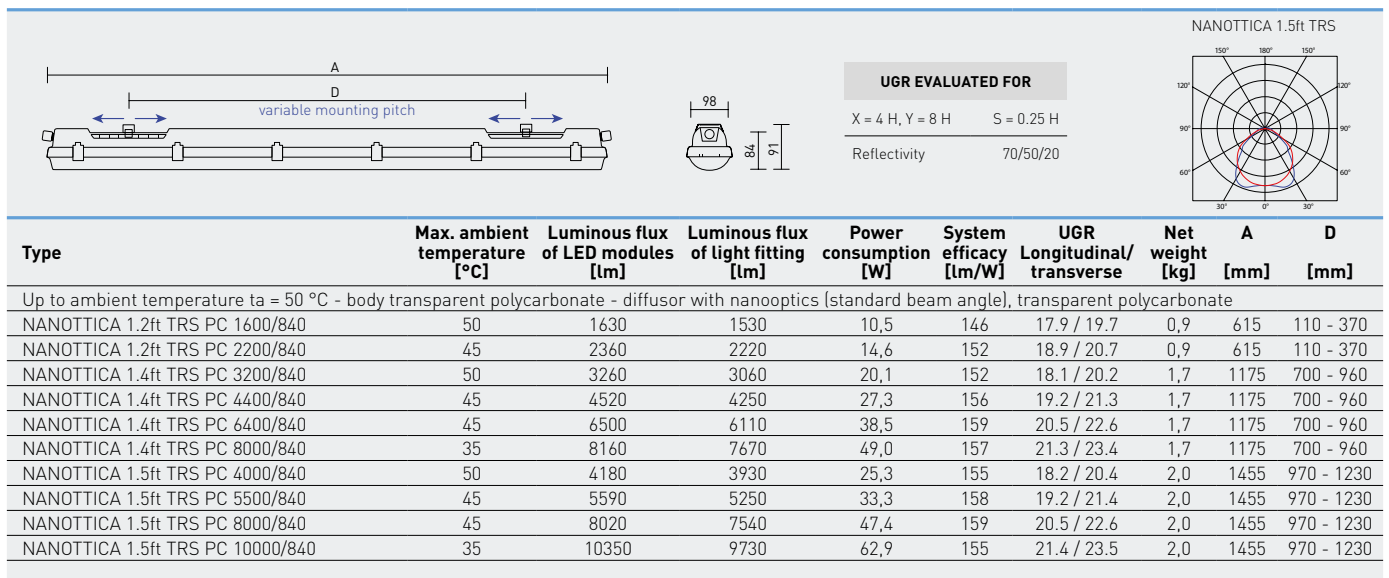 NANOTTICA 1.5ft TRS
150° 180° 150°
A
D
variable mounting pitch
98
84
91
UGR EVALUATED FOR
X = 4 H, Y = 8 H S = 0.25 H
Reflectivity 70/50/20
120° 120°
90° 90°
60° 60°
30° 0° 30°
Type Max. ambient temperature [°C] Luminous flux of LED modules [lm] Luminous flux of light fitting [lm] Power consumption [W] System efficacy [lm/W] UGR Longitudinal/ transverse Net weight [kg] A [mm] D [mm]
Up to ambient temperature ta = 50 °C - body transparent polycarbonate - diffusor with nanooptics (standard beam angle), transparent polycarbonate
NANOTTICA 1.2ft TRS PC 1600/840 50 1630 1530 10,5 146 17.9 / 19.7 0,9 615 110 - 370
NANOTTICA 1.2ft TRS PC 2200/840 45 2360 2220 14,6 152 18.9 / 20.7 0,9 615 110 - 370
NANOTTICA 1.4ft TRS PC 3200/840 50 3260 3060 20,1 152 18.1 / 20.2 1,7 1175 700 - 960
NANOTTICA 1.4ft TRS PC 4400/840 45 4520 4250 27,3 156 19.2 / 21.3 1,7 1175 700 - 960
NANOTTICA 1.4ft TRS PC 6400/840 45 6500 6110 38,5 159 20.5 / 22.6 1,7 1175 700 - 960
NANOTTICA 1.4ft TRS PC 8000/840 35 8160 7670 49,0 157 21.3 / 23.4 1,7 1175 700 - 960
NANOTTICA 1.5ft TRS PC 4000/840 50 4180 3930 25,3 155 18.2 / 20.4 2,0 1455 970 - 1230
NANOTTICA 1.5ft TRS PC 5500/840 45 5590 5250 33,3 158 19.2 / 21.4 2,0 1455 970 - 1230
NANOTTICA 1.5ft TRS PC 8000/840 45 8020 7540 47,4 159 20.5 / 22.6 2,0 1455 970 - 1230
NANOTTICA 1.5ft TRS PC 10000/840 35 10350 9730 62,9 155 21.4 / 23.5 2,0 1455 970 - 1230